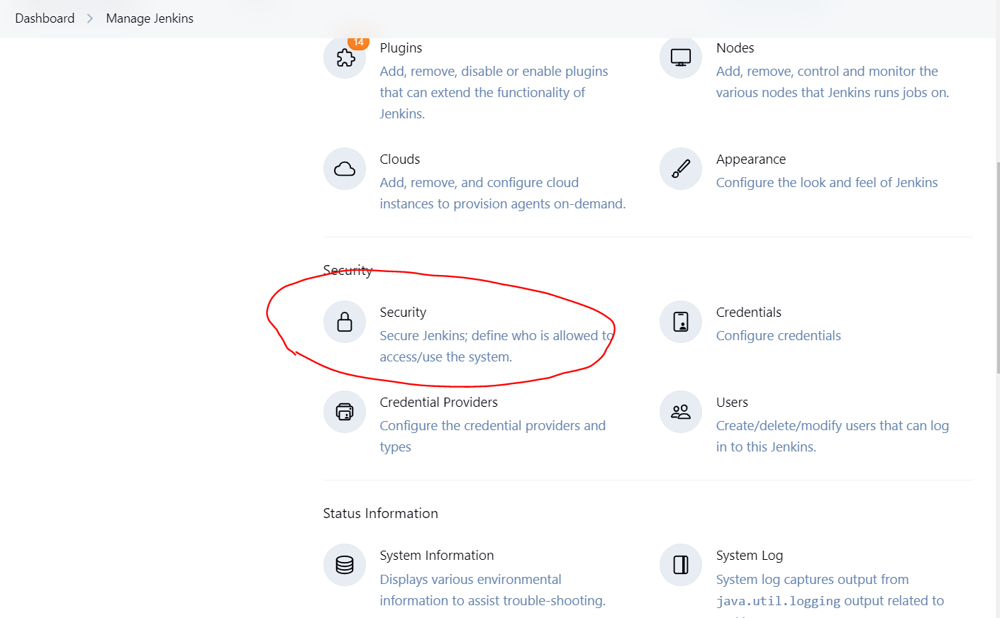 Dashboard > Manage Jenkins
14
Plugins
Add, remove, disable or enable plugins
that can extend the functionality of
Jenkins.
Nodes
Add, remove, control and monitor the
various nodes that Jenkins runs jobs on.
Clouds
Add, remove, and configure cloud
instances to provision agents on-demand.
Appearance
Configure the look and feel of Jenkins
Security
Security
Secure Jenkins; define who is allowed to
access/use the system.
Credentials
Configure credentials
Credential Providers
Configure the credential providers and
types
Users
Create/delete/modify users that can log
in to this Jenkins.
Status Information
System Information
Displays various environmental
information to assist trouble-shooting.
System Log
System log captures output from
java.util.logging output related to